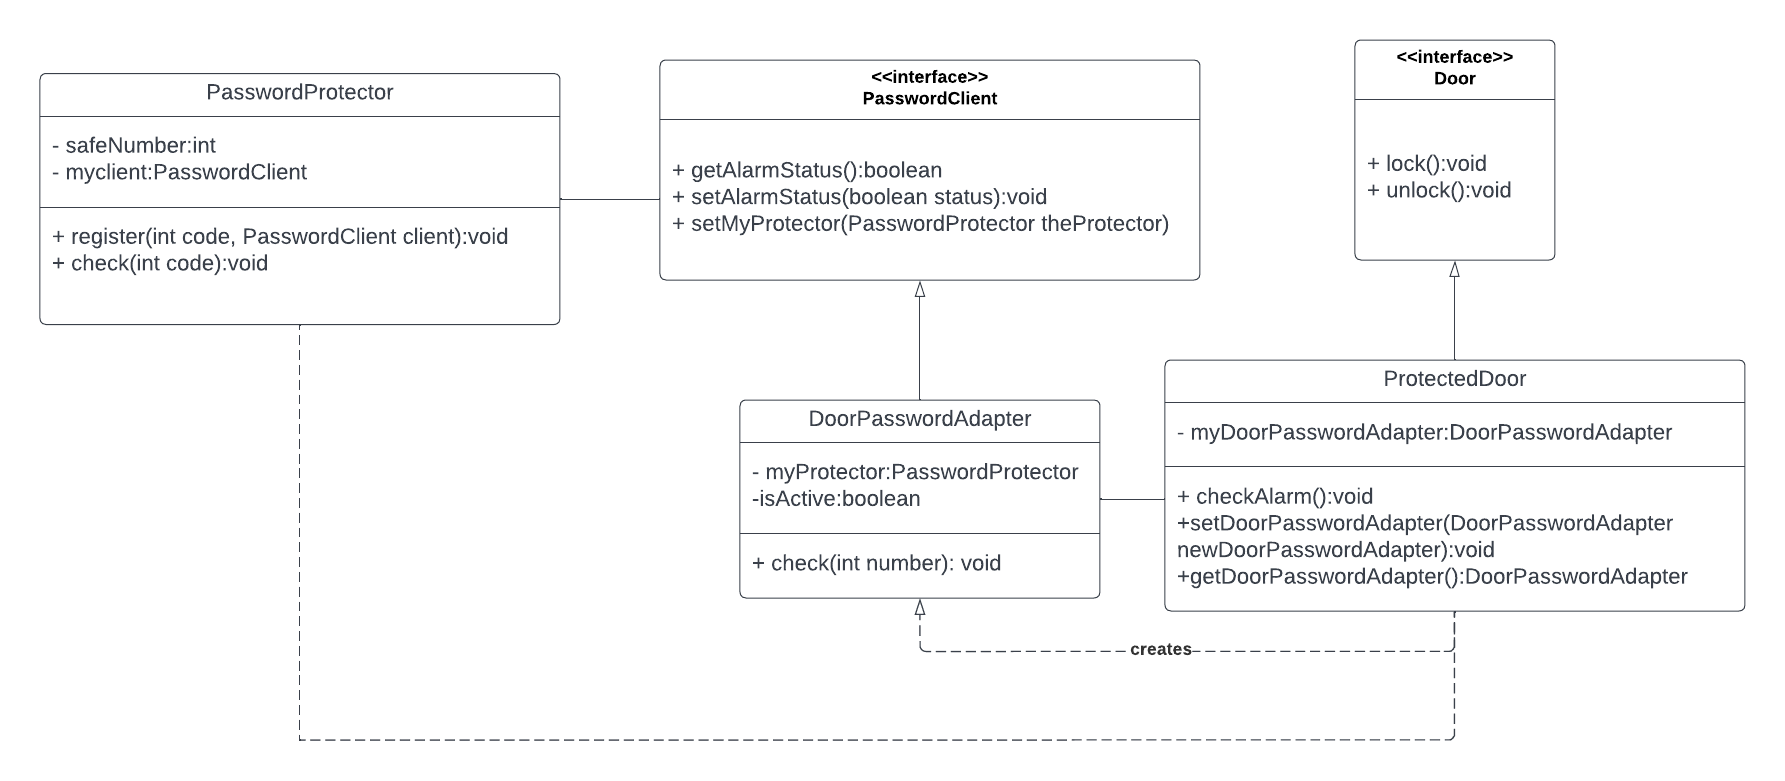 PasswordProtector
- safeNumber:int
- myclient:PasswordClient
+ register(int code, PasswordClient client):void
+ check(int code):void
<<interface>>
PasswordClient
+ getAlarmStatus():boolean
+ setAlarmStatus(boolean status):void
+ setMyProtector(PasswordProtector theProtector)
<<interface>>
Door
+ lock():void
+ unlock():void
DoorPasswordAdapter
- myProtector:PasswordProtector
-isActive:boolean
+ check(int number): void
ProtectedDoor
- myDoorPasswordAdapter:DoorPasswordAdapter
+ checkAlarm():void
+setDoorPasswordAdapter(DoorPasswordAdapter
newDoorPasswordAdapter):void
+getDoorPasswordAdapter():DoorPasswordAdapter
creates